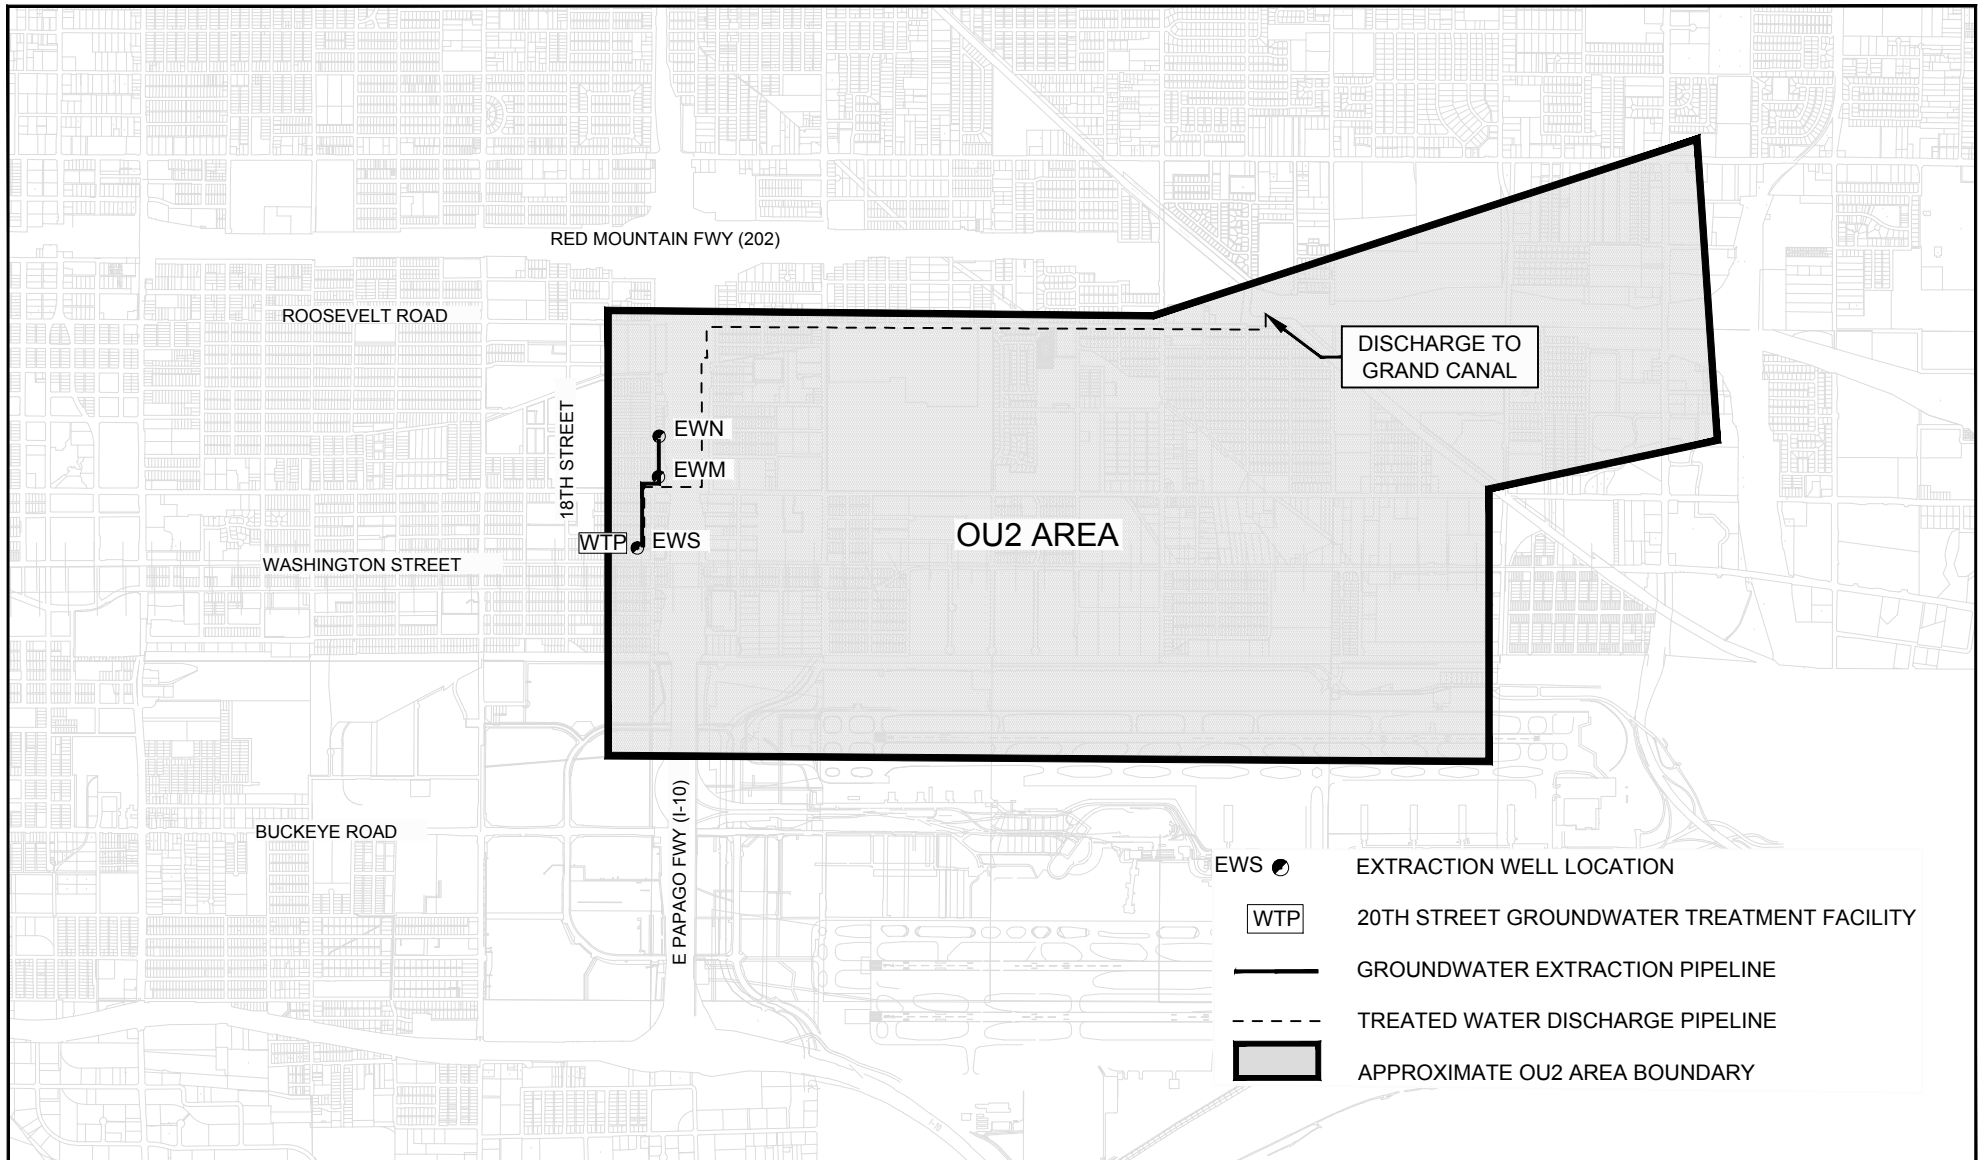 RED MOUNTAIN FWY (202)
ROOSEVELT ROAD
DISCHARGE TO
GRAND CANAL
18TH STREET
EWN
EWM
OU2 AREA
WTP
EWS
WASHINGTON STREET
E PAPAGO FWY (I-10)
BUCKEYE ROAD
EWS
EXTRACTION WELL LOCATION
WTP
20TH STREET GROUNDWATER TREATMENT FACILITY
GROUNDWATER EXTRACTION PIPELINE
TREATED WATER DISCHARGE PIPELINE
APPROXIMATE OU2 AREA BOUNDARY
I-10